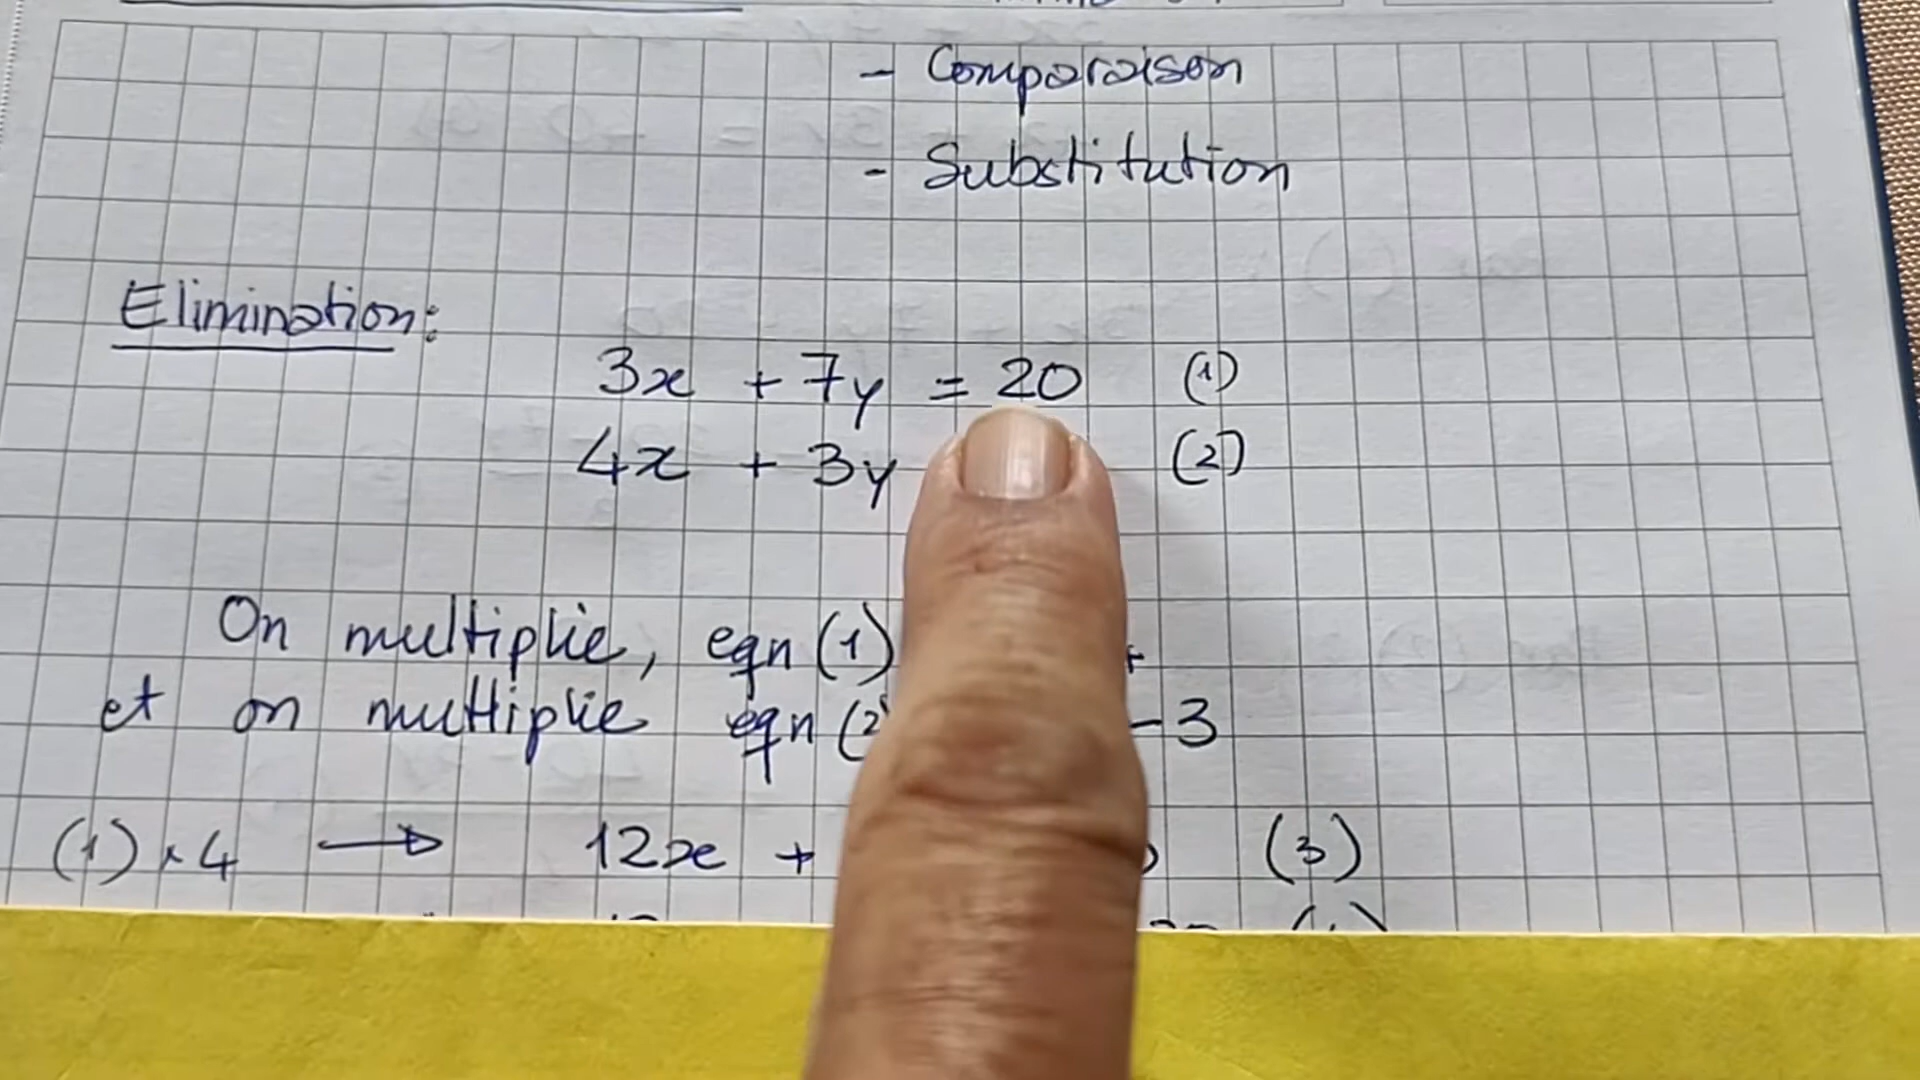 - Comparaison
- Substitution
Elimination:
3x + 7y = 20 (1)
4x + 3y (2)
On multiplie, eqn (1)
et on multiplie eqn (2) -3
(1) × 4 → 12x + (3)